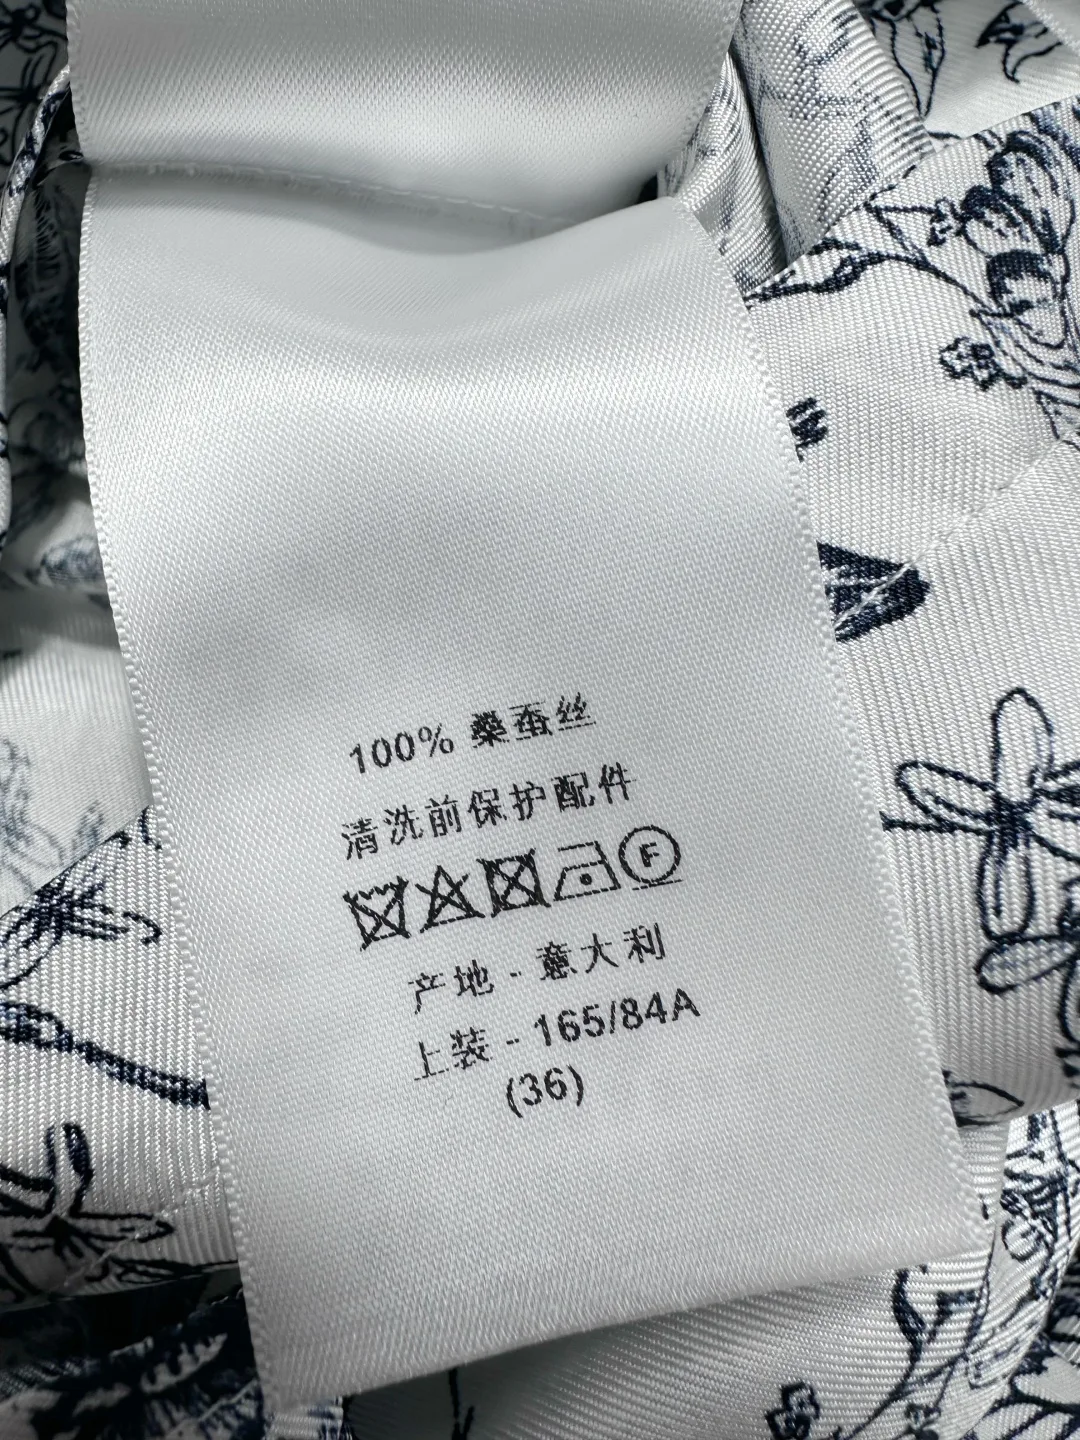 100% 桑蚕丝
清洗前保护配件
F
产地 - 意大利
上装 - 165/84A
(36)